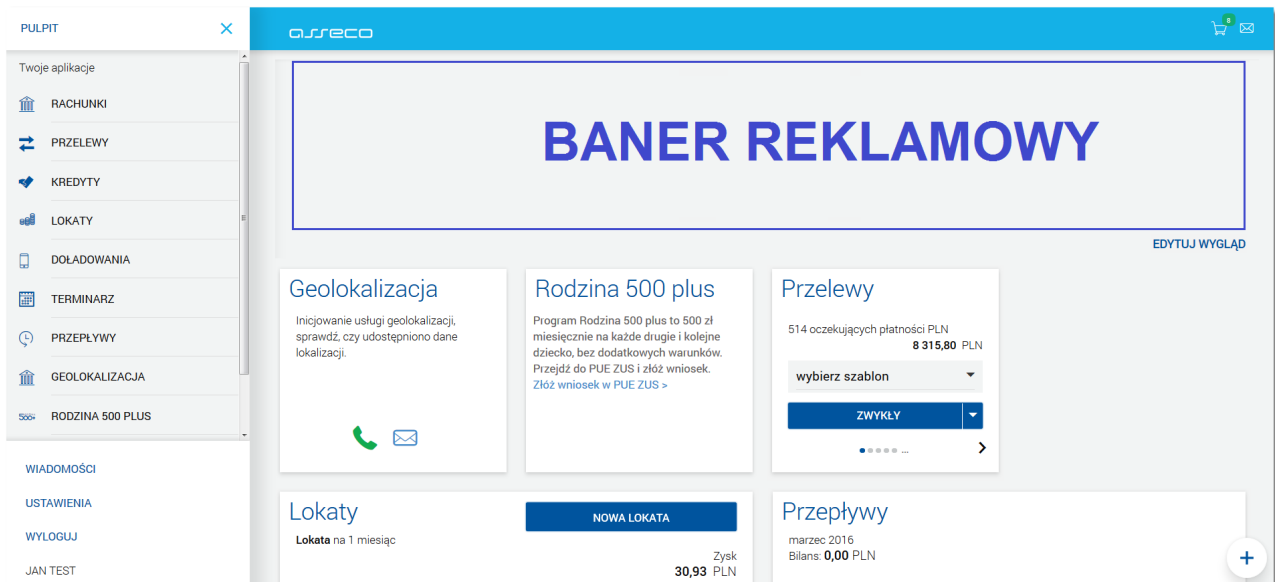 PULPIT
Twoje aplikacje
RACHUNKI
PRZELEWY
KREDYTY
LOKATY
DOŁADOWANIA
TERMINARZ
PRZEPŁYWY
GEOLOKALIZACJA
500+
RODZINA 500 PLUS
WIADOMOŚCI
USTAWIENIA
WYLOGUJ
JAN TEST
asseco
8
BANER REKLAMOWY
EDYTUJ WYGLĄD
Geolokalizacja
Inicjowanie usługi geolokalizacji,
sprawdź, czy udostępniono dane
lokalizacji.
Rodzina 500 plus
Program Rodzina 500 plus to 500 zł
miesięcznie na każde drugie i kolejne
dziecko, bez dodatkowych warunków.
Przejdź do PUE ZUS i złóż wniosek.
Złóż wniosek w PUE ZUS >
Przelewy
514 oczekujących płatności PLN
8 315,80 PLN
wybierz szablon
ZWYKŁY
...
Lokaty
NOWA LOKATA
Lokata na 1 miesiąc
Zysk
30,93 PLN
Przepływy
marzec 2016
Bilans: 0,00 PLN
+